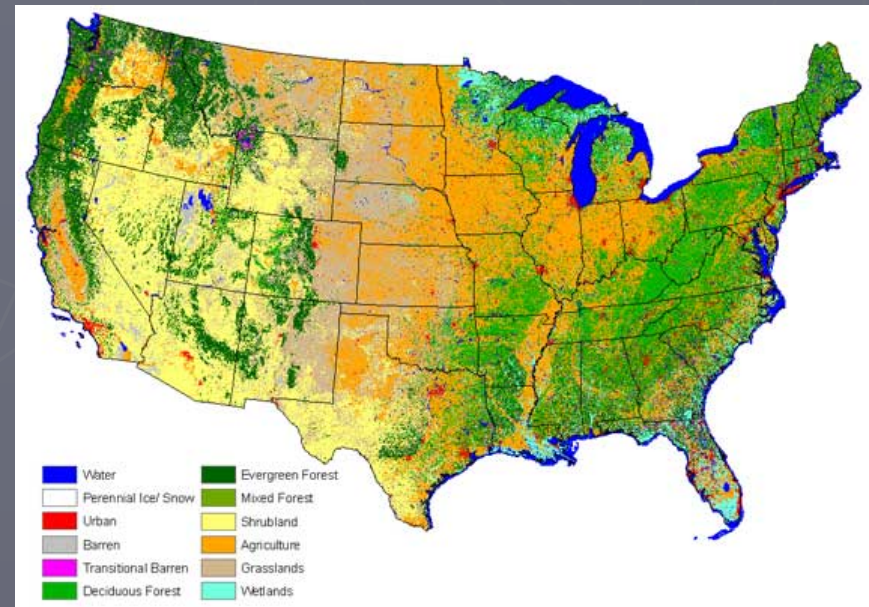 Water
Perennial Ice/ Snow
Urban
Barren
Transitional Barren
Deciduous Forest
Evergreen Forest
Mixed Forest
Shrubland
Agriculture
Grasslands
Wetlands